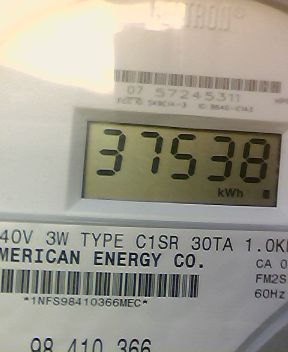 TRON®
07 57245311
37538
kWh
40V 3W TYPE C1SR 30TA 1.0K
MERICAN ENERGY CO.
CA 0
FM2S
*1NFS98410366MEC*
60Hz
98 410 366